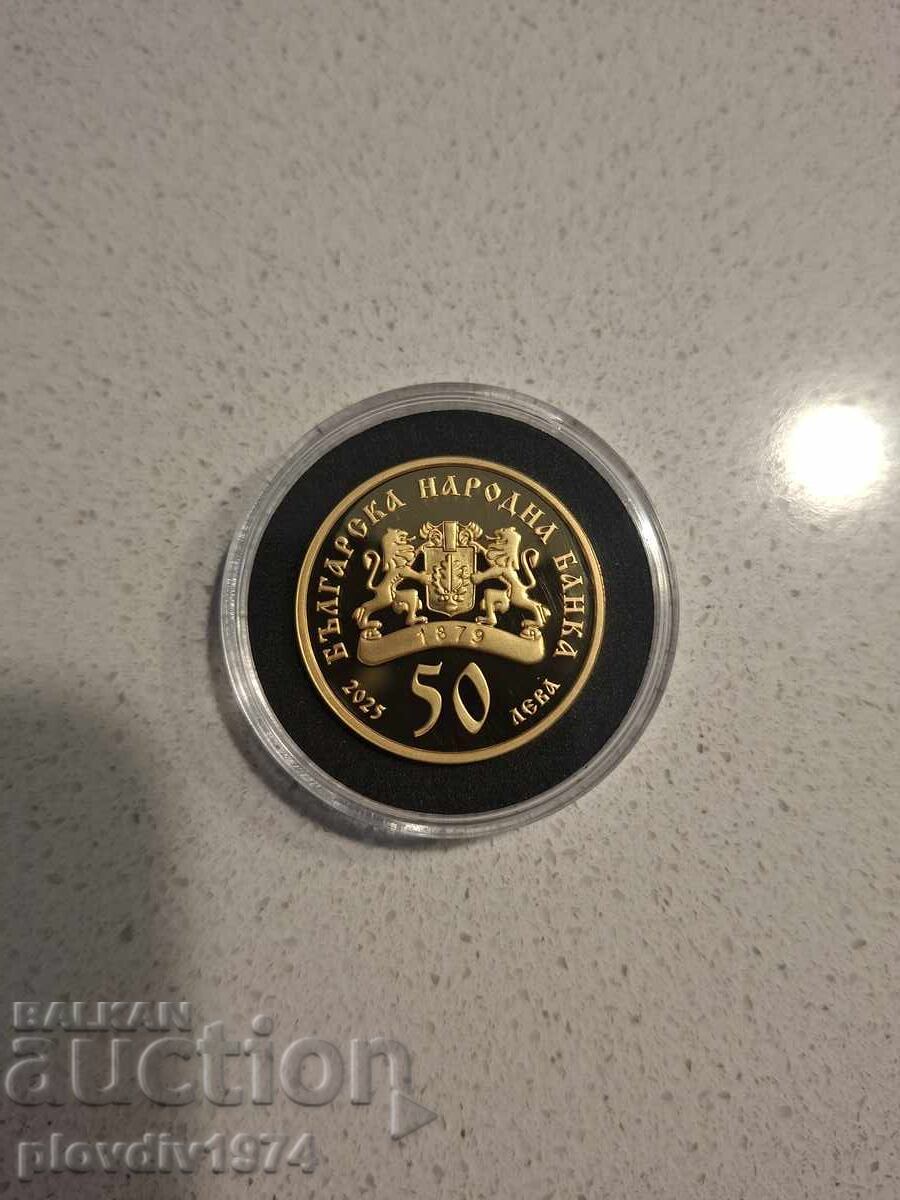 БЪЛГАРСКА НАРОДНА БАНКА
1879
2025 50 ЛЕВА
BALKAN
auction
plovdiv1974